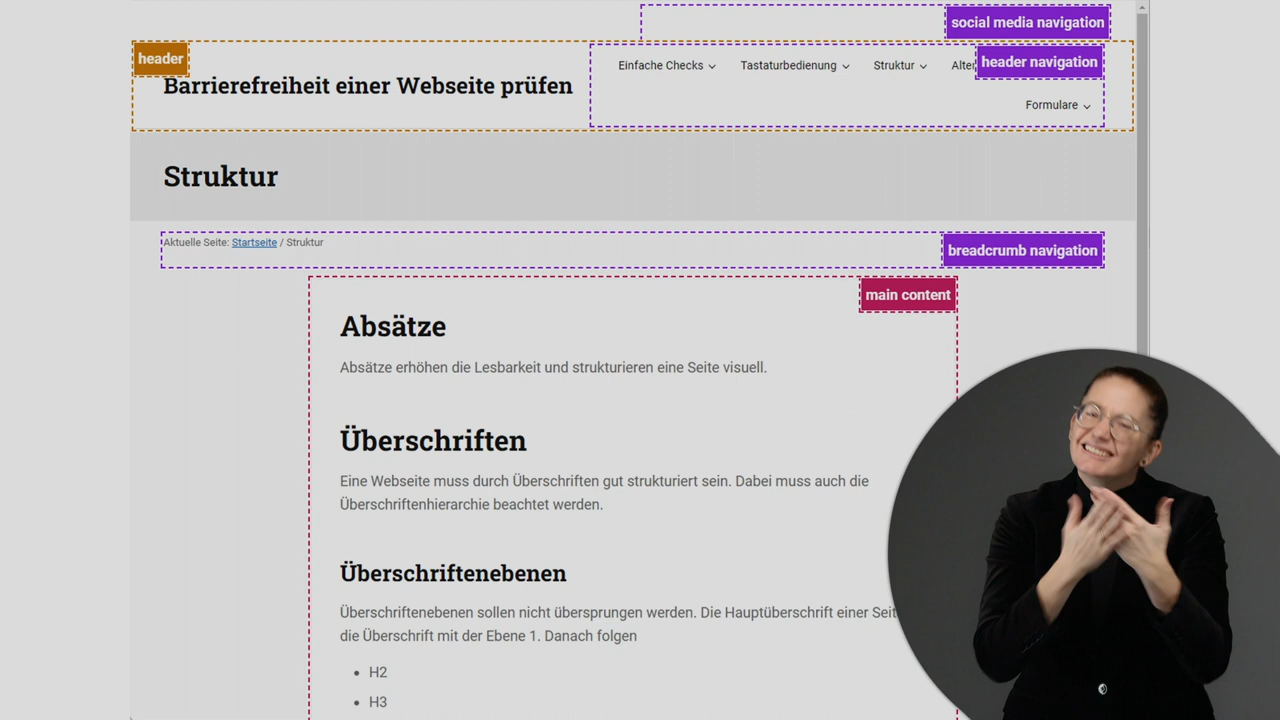 social media navigation
header
Einfache Checks
Tastaturbedienung
Struktur
header navigation
Barrierefreiheit einer Webseite prüfen
Formulare
Struktur
Aktuelle Seite: Startseite / Struktur
breadcrumb navigation
main content
Absätze
Absätze erhöhen die Lesbarkeit und strukturieren eine Seite visuell.
Überschriften
Eine Webseite muss durch Überschriften gut strukturiert sein. Dabei muss auch die
Überschriftenhierarchie beachtet werden.
Überschriftenebenen
Überschriftenebenen sollen nicht übersprungen werden. Die Hauptüberschrift einer
die Überschrift mit der Ebene 1. Danach folgen
• H2
• H3